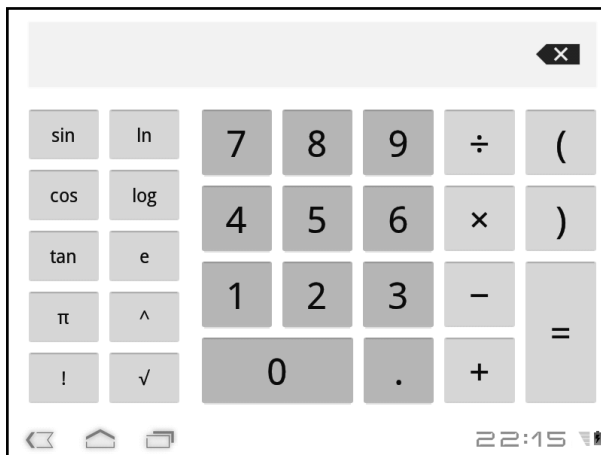 sin ln 7 8 9 ÷ (
cos log 4 5 6 × )
tan e 1 2 3 −
π ^ =
! √ 0 . +
22:15